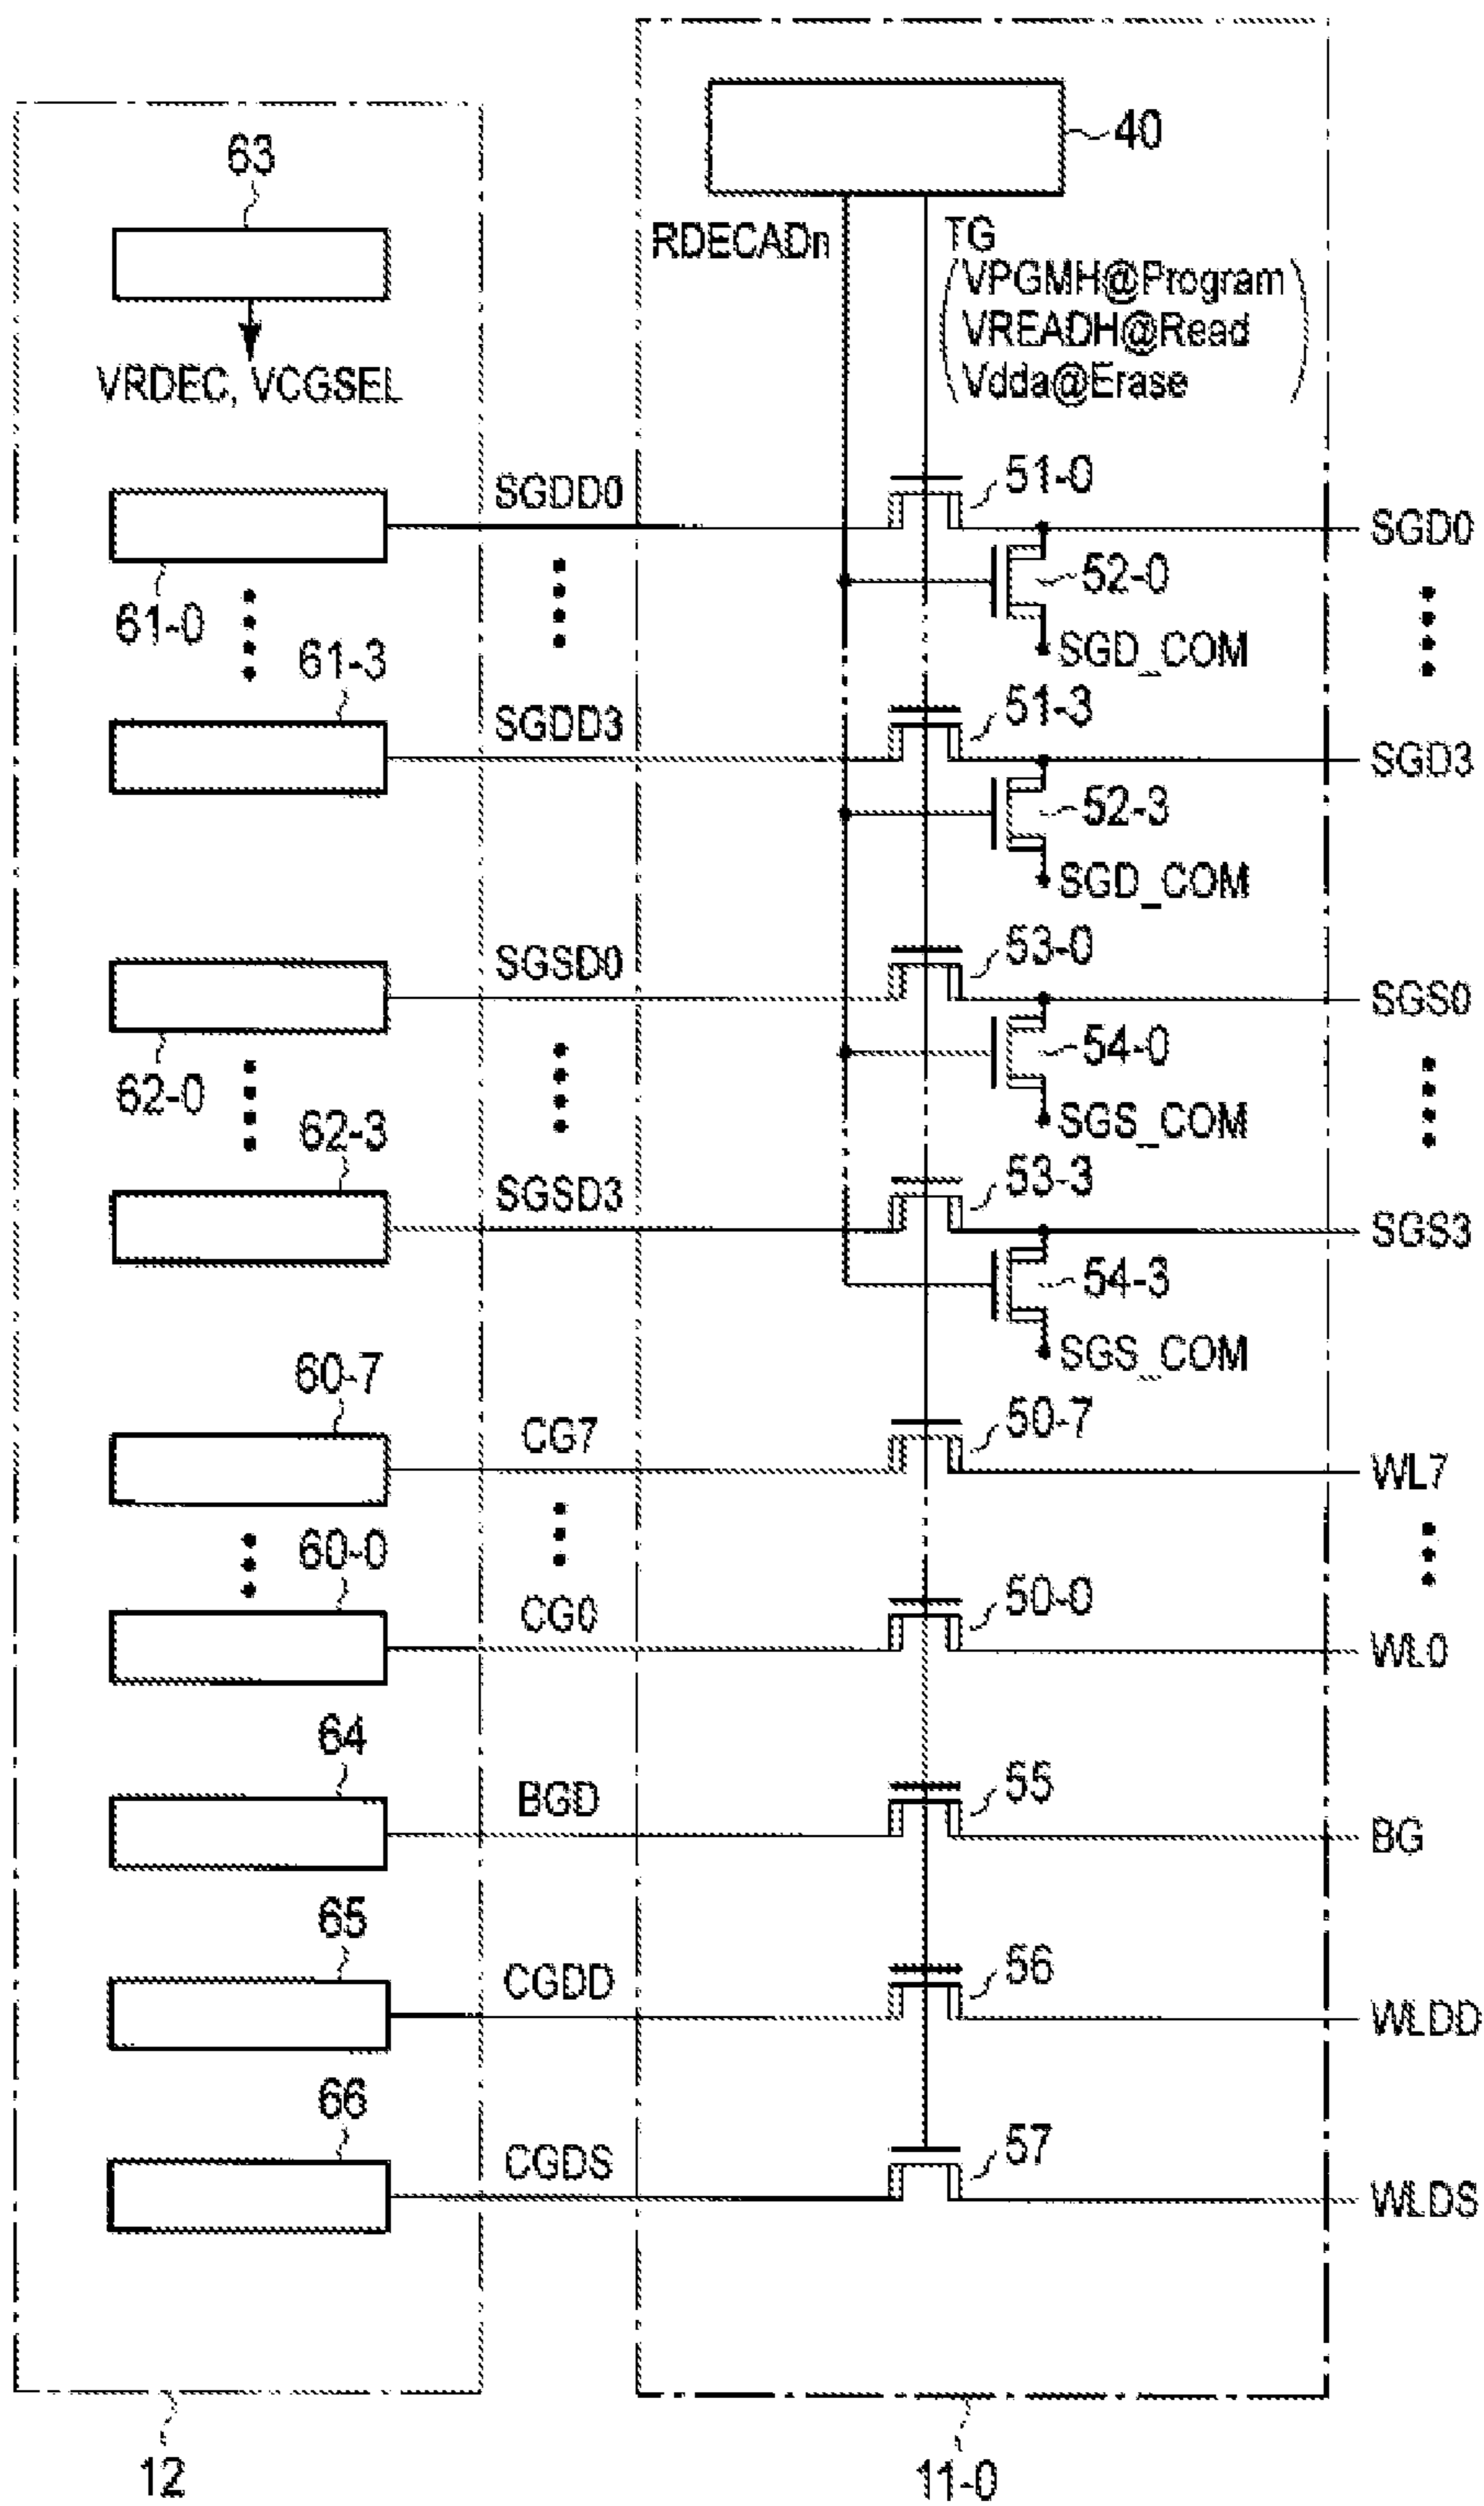 40
63
RDECADn
TG
VPGMH@Program
VREADH@Read
Vdda@Erase
VRDEC, VCGSEL
51-0
SGDD0
SGD0
52-0
61-0
SGD_COM
61-3
51-3
SGDD3
SGD3
52-3
SGD_COM
53-0
SGSD0
SGS0
54-0
62-0
SGS_COM
62-3
53-3
SGSD3
SGS3
54-3
SGS_COM
60-7
50-7
CG7
WL7
60-0
50-0
CG0
WL0
64
55
BGD
BG
65
56
CGDD
WLDD
66
57
CGDS
WLDS
12
11-0